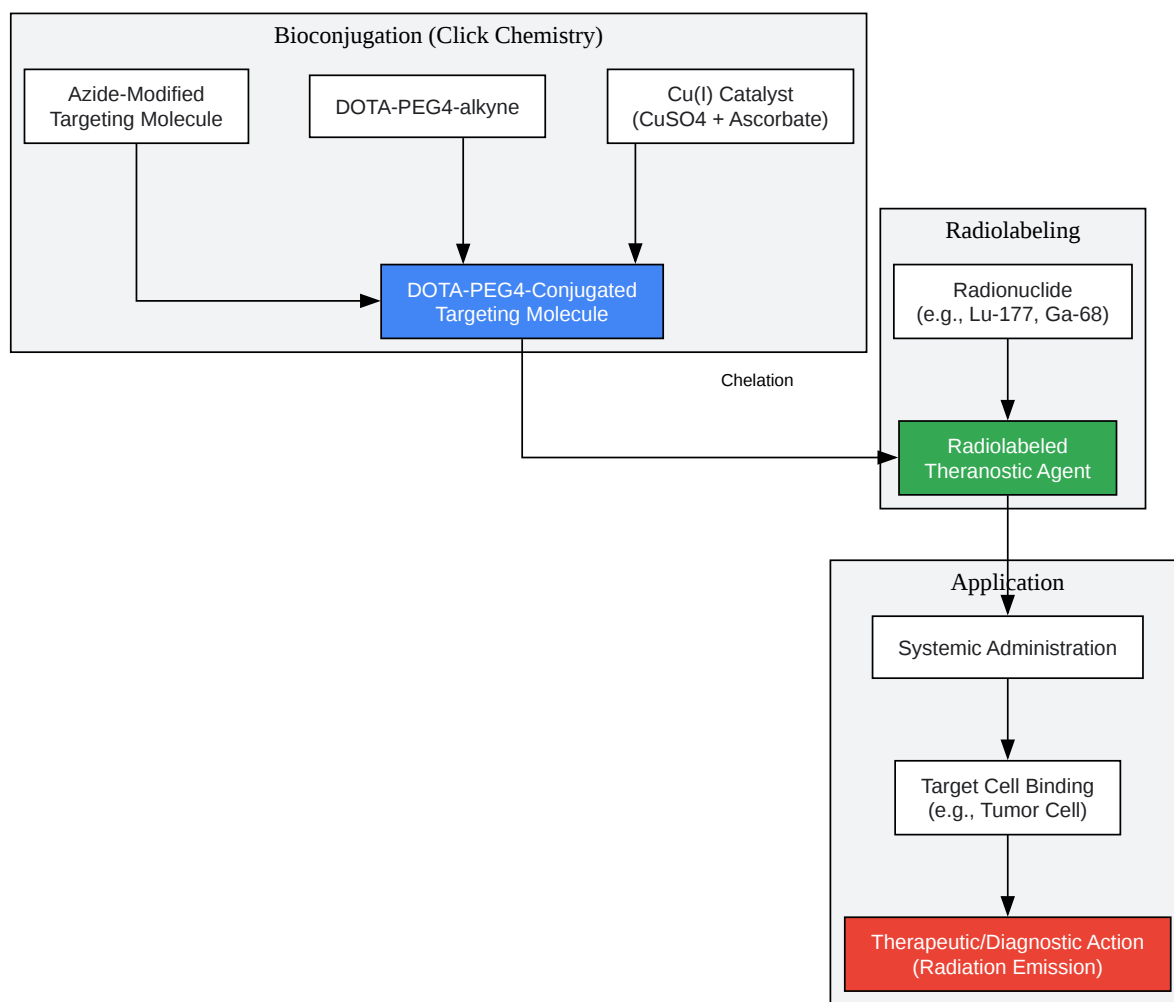 Bioconjugation (Click Chemistry)
Azide-Modified
Targeting Molecule
DOTA-PEG4-alkyne
Cu(I) Catalyst
(CuSO4 + Ascorbate)
DOTA-PEG4-Conjugated
Targeting Molecule
Chelation
Radiolabeling
Radionuclide
(e.g., Lu-177, Ga-68)
Radiolabeled
Theranostic Agent
Application
Systemic Administration
Target Cell Binding
(e.g., Tumor Cell)
Therapeutic/Diagnostic Action
(Radiation Emission)